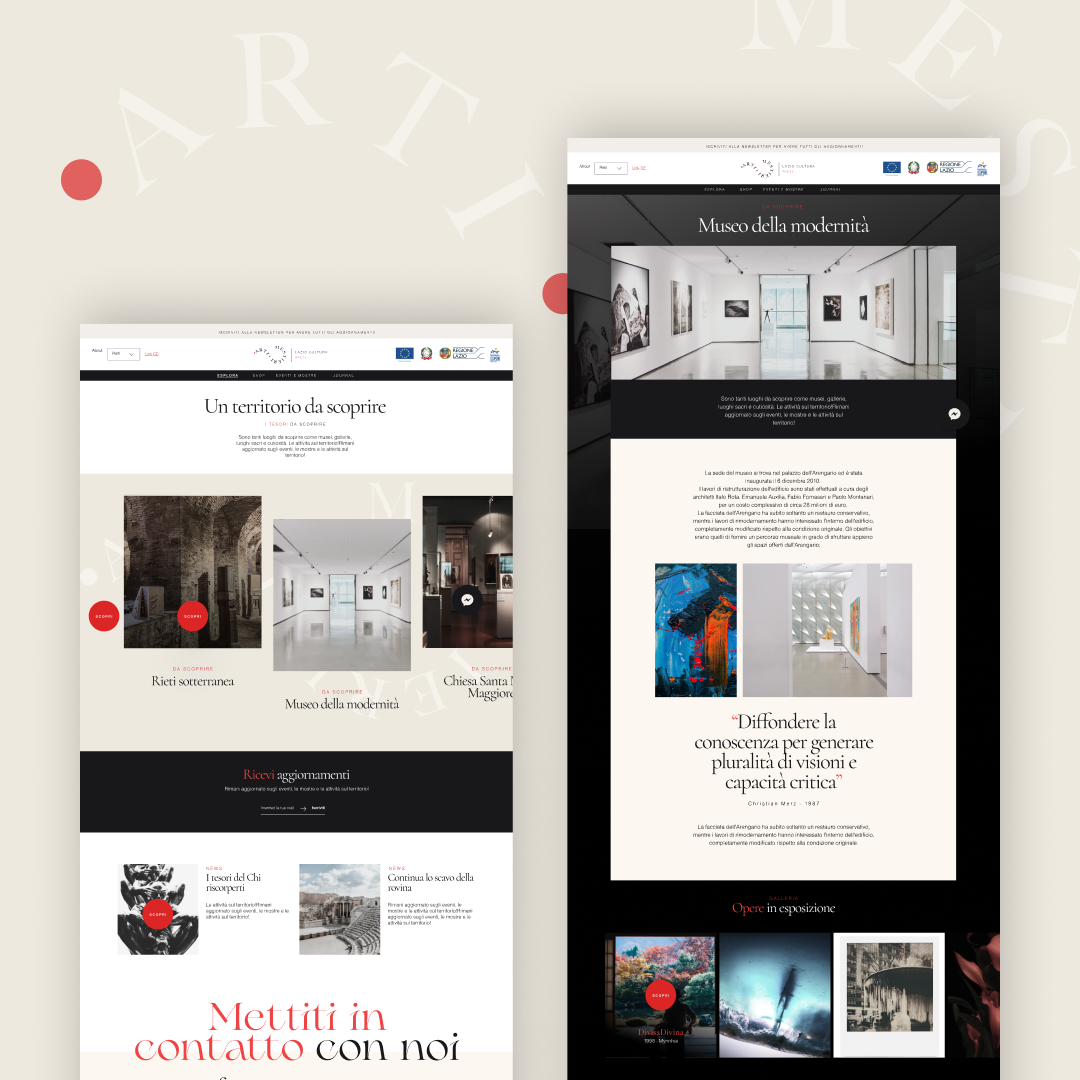 ARTI
MES
ISCRIVITI ALLA NEWSLETTER PER AVERE TUTTI GLI AGGIORNAMENTI!
About
Rieti
Link CE
LAZIO CULTURA
RIETI
REGIONE
LAZIO
ESPLORA
SHOP
EVENTI E MOSTRE
JOURNAL
Un territorio da scoprire
I TESORI DA SCOPRIRE
Sono tanti luoghi da scoprire come musei, gallerie,
luoghi sacri e curiosità. Le attività sul territorio!Rimani
aggiornato sugli eventi, le mostre e le attività sul
territorio!
SCOPRI
SCOPRI
DA SCOPRIRE
Rieti sotterranea
DA SCOPRIRE
Museo della modernità
DA SCOPRIRE
Chiesa Santa M
Maggiore
Ricevi aggiornamenti
Rimani aggiornato sugli eventi, le mostre e le attività sul territorio!
Inserisci la tua mail
Iscriviti
SCOPRI
NEWS
I tesori del Chi
riscorperti
Le attività sul territorio!Rimani
aggiornato sugli eventi, le mostre e le
attività sul territorio!
NEWS
Continua lo scavo della
rovina
Rimani aggiornato sugli eventi, le
mostre e le attività sul territorio!Rimani
aggiornato sugli eventi, le mostre e le
attività sul territorio!
Mettiti in
contatto con noi
ISCRIVITI ALLA NEWSLETTER PER AVERE TUTTI GLI AGGIORNAMENTI!
About
Rieti
Link CE
LAZIO CULTURA
RIETI
REGIONE
LAZIO
ESPLORA
SHOP
EVENTI E MOSTRE
JOURNAL
DA SCOPRIRE
Museo della modernità
Sono tanti luoghi da scoprire come musei, gallerie,
luoghi sacri e curiosità. Le attività sul territorio!Rimani
aggiornato sugli eventi, le mostre e le attività sul
territorio!
La sede del museo si trova nel palazzo dell'Arengario ed è stata
inaugurata il 6 dicembre 2010.
I lavori di ristrutturazione dell'edificio sono stati effettuati a cura degli
architetti Italo Rota, Emanuele Auxilia, Fabio Fornasari e Paolo Montanari,
per un costo complessivo di circa 28 milioni di euro.
La facciata dell'Arengario ha subito soltanto un restauro conservativo,
mentre i lavori di rimodernamento hanno interessato l'interno dell'edificio,
completamente modificato rispetto alla condizione originale. Gli obiettivi
erano quelli di fornire un percorso museale in grado di sfruttare appieno
gli spazi offerti dall'Arengario;
“Diffondere la
conoscenza per generare
pluralità di visioni e
capacità critica”
Christian Merz - 1987
La facciata dell'Arengario ha subito soltanto un restauro conservativo,
mentre i lavori di rimodernamento hanno interessato l'interno dell'edificio,
completamente modificato rispetto alla condizione originale.
GALLERIA
Opere in esposizione
SCOPRI
DivisaDivina
1998 - Myrrhia